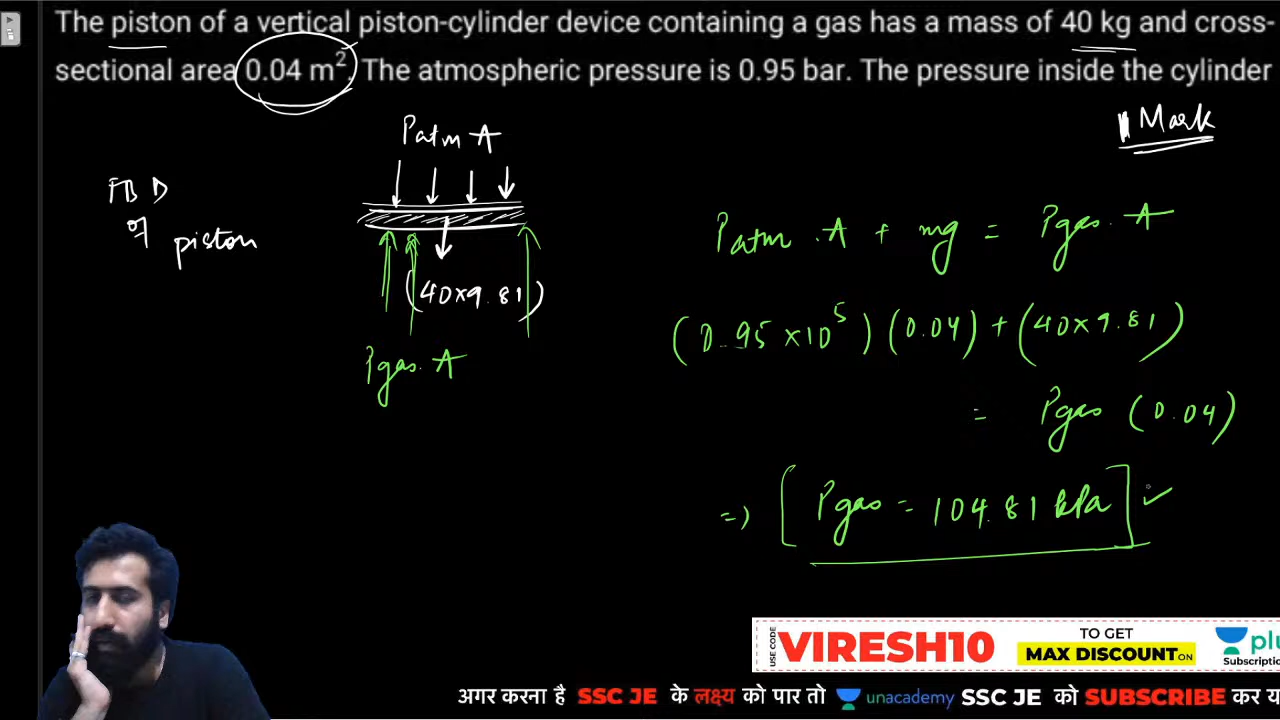 The piston of a vertical piston-cylinder device containing a gas has a mass of 40 kg and cross-
sectional area 0.04 m². The atmospheric pressure is 0.95 bar. The pressure inside the cylinder
1 Mark
Patm A
FBD
of
piston
(40×9.81)
Pgas. A
Patm .A + mg = Pgas. A
(0.95×10⁵)(0.04) + (40×9.81)
= Pgas (0.04)
=) [Pgas = 104.81 kPa] ✓
USE CODE
VIRESH10
TO GET
MAX DISCOUNT ON
plu
Subscription
अगर करना है SSC JE के लक्ष्य को पार तो unacademy SSC JE को SUBSCRIBE कर य